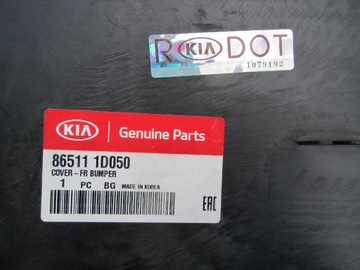 R KIA DOT
1079192
KIA Genuine Parts
86511 1D050
COVER-FR BUMPER
1 PC BG MADE IN KOREA
EAC